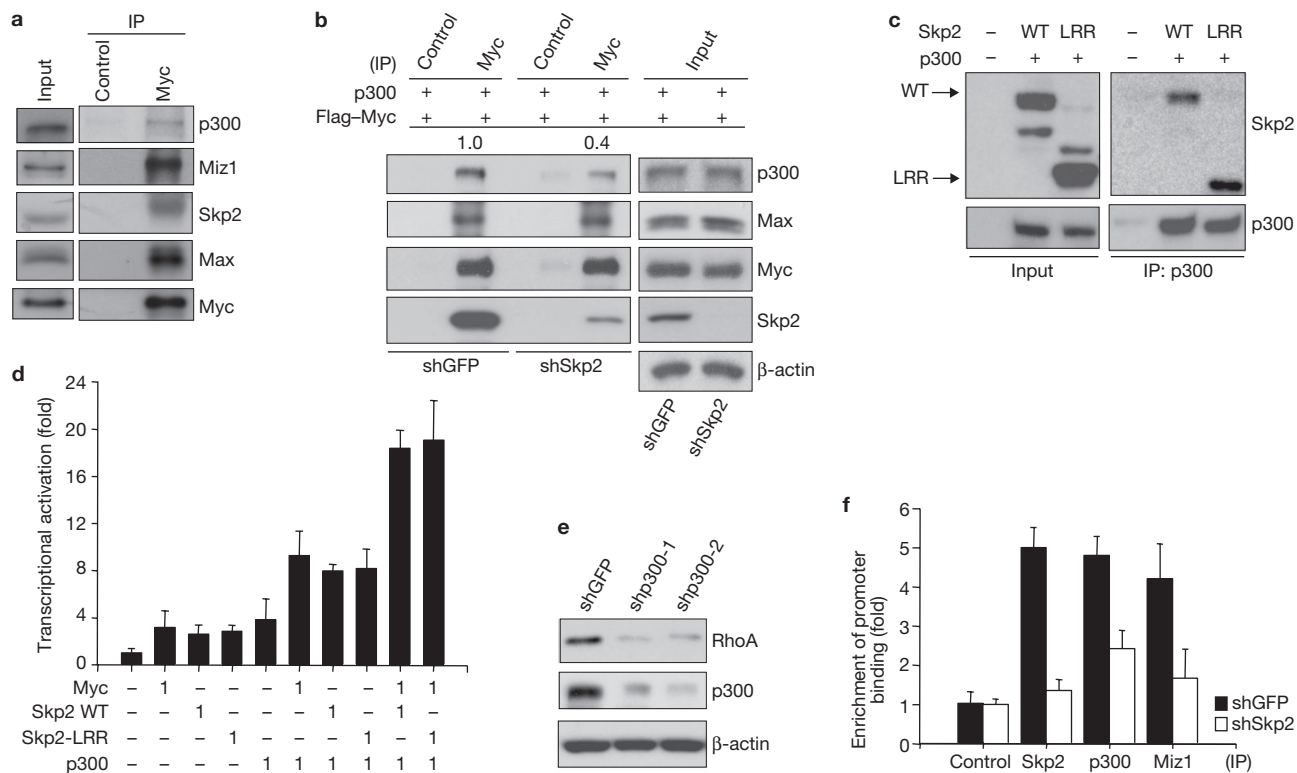 a
IP
Input
Control
Myc
p300
Miz1
Skp2
Max
Myc
b
(IP)
Control
Myc
Control
Myc
Input
p300 + + + + + +
Flag–Myc + + + + + +
1.0 0.4
p300
Max
Myc
Skp2
β-actin
shGFP shSkp2
shGFP shSkp2
c
Skp2 – WT LRR – WT LRR
p300 – + + – + +
WT
LRR
Skp2
p300
Input IP: p300
d
Transcriptional activation (fold)
24
20
16
12
8
4
0
Myc – 1 – – – 1 – – 1 1
Skp2 WT – – 1 – – – 1 – 1 –
Skp2-LRR – – – 1 – – – 1 – 1
p300 – – – – 1 1 1 1 1 1
e
shGFP
shp300-1
shp300-2
RhoA
p300
β-actin
f
Enrichment of promoter
binding (fold)
6
5
4
3
2
1
0
Control Skp2 p300 Miz1 (IP)
shGFP
shSkp2